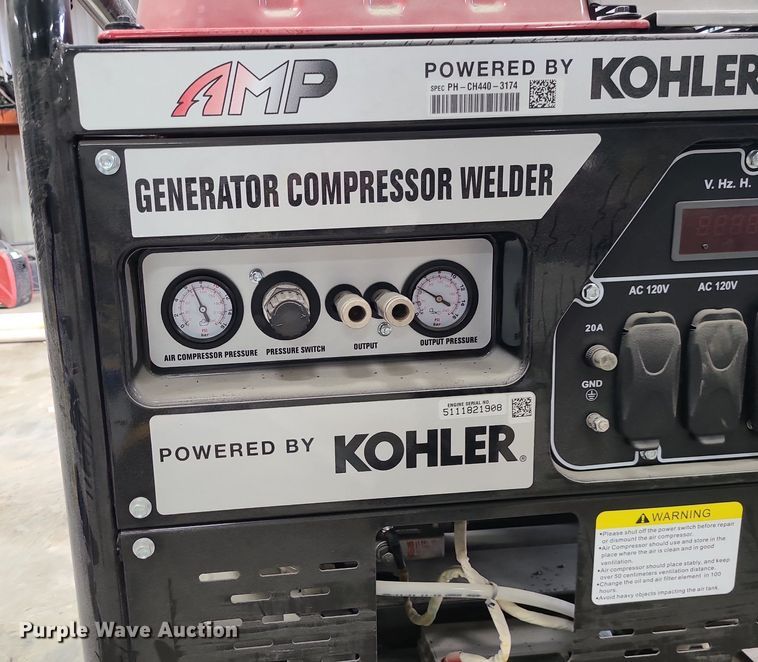 AMP
POWERED BY KOHLER
SPEC PH-CH440-3174
GENERATOR COMPRESSOR WELDER
V. Hz. H.
AC 120V AC 120V
20A
GND
PSI
Bar
PSI
Bar
AIR COMPRESSOR PRESSURE PRESSURE SWITCH OUTPUT OUTPUT PRESSURE
ENGINE SERIAL NO.
5111821908
POWERED BY KOHLER®
WARNING
•Please shut off the power switch before repair
or dismount the air compressor.
•Air Compressor should use and store in the
place where the air is clean and in good
ventilation.
•Air compressor should place stably, and keep
over 50 centimeters ventilation distance.
•Change the oil and air filter element in 100
hours.
•Avoid heavy objects impacting the air tank.
Purple Wave Auction